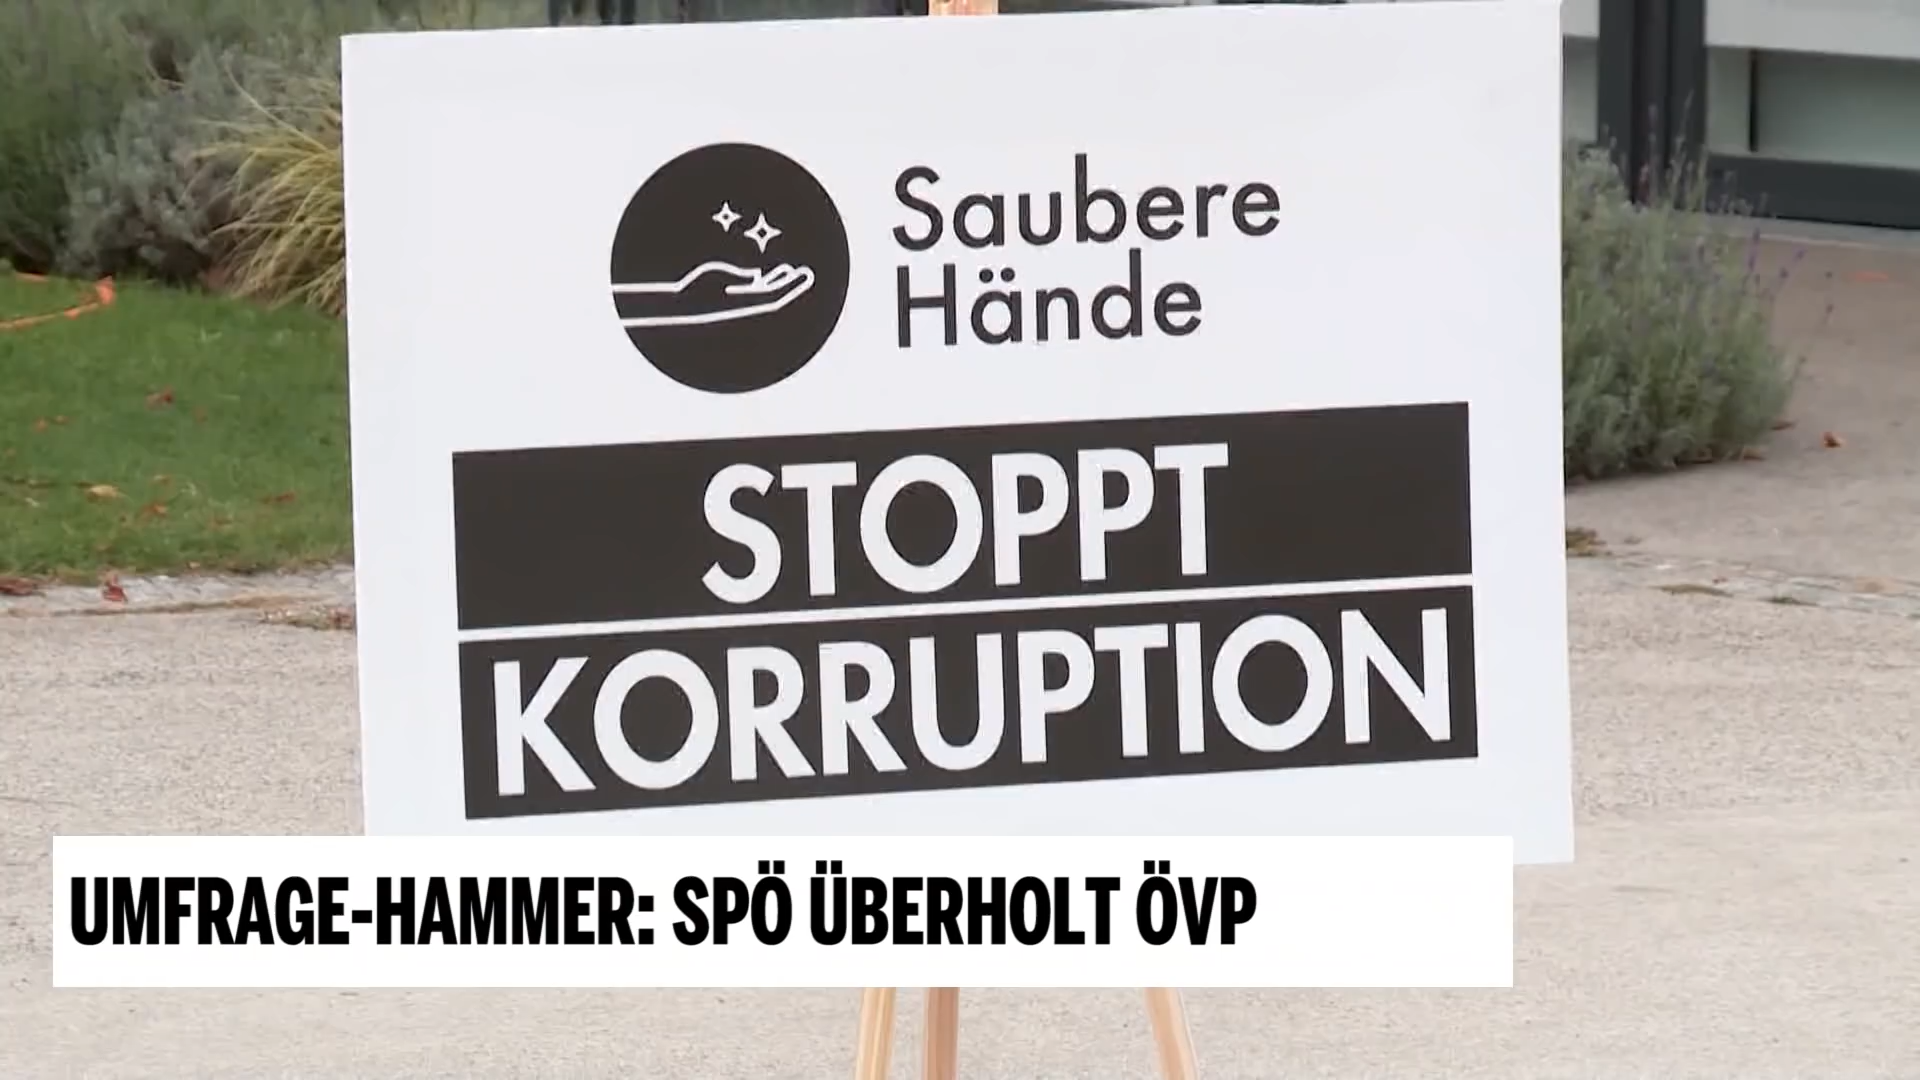 Saubere
Hände
STOPPT
KORRUPTION
UMFRAGE-HAMMER: SPÖ ÜBERHOLT ÖVP